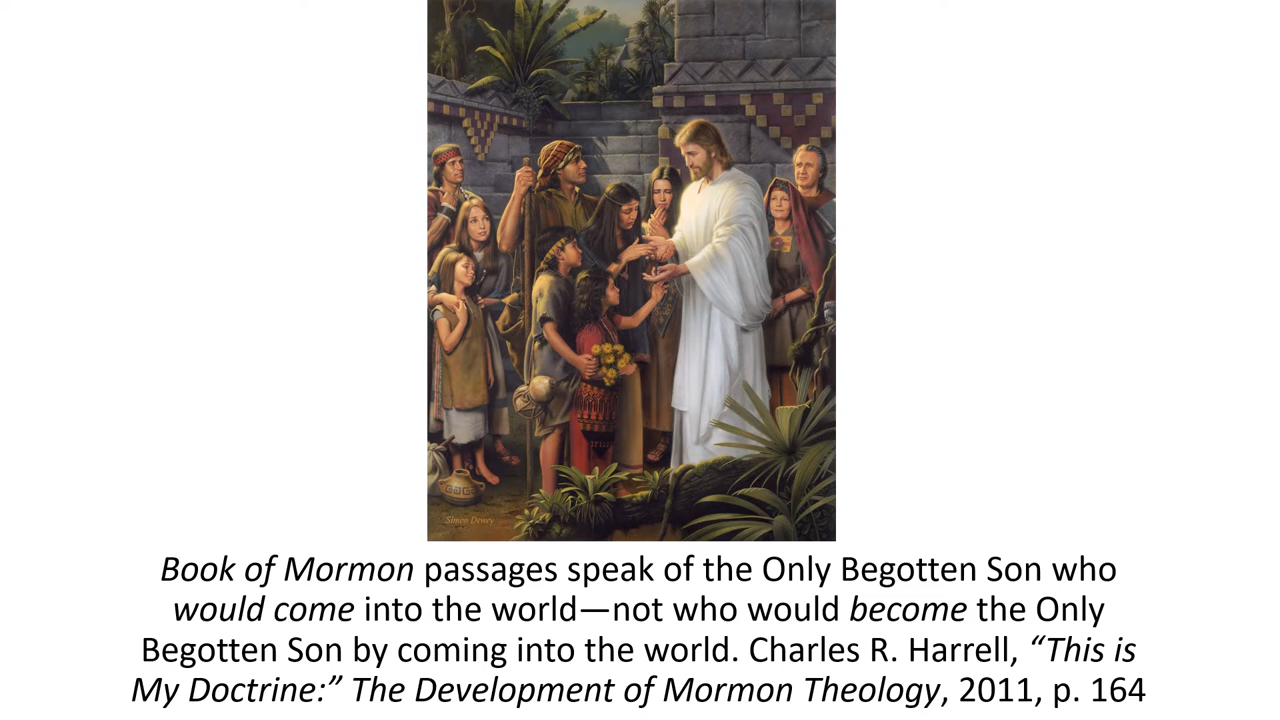 Simon Dewey
Book of Mormon passages speak of the Only Begotten Son who
would come into the world—not who would become the Only
Begotten Son by coming into the world. Charles R. Harrell, “This is
My Doctrine:” The Development of Mormon Theology, 2011, p. 164